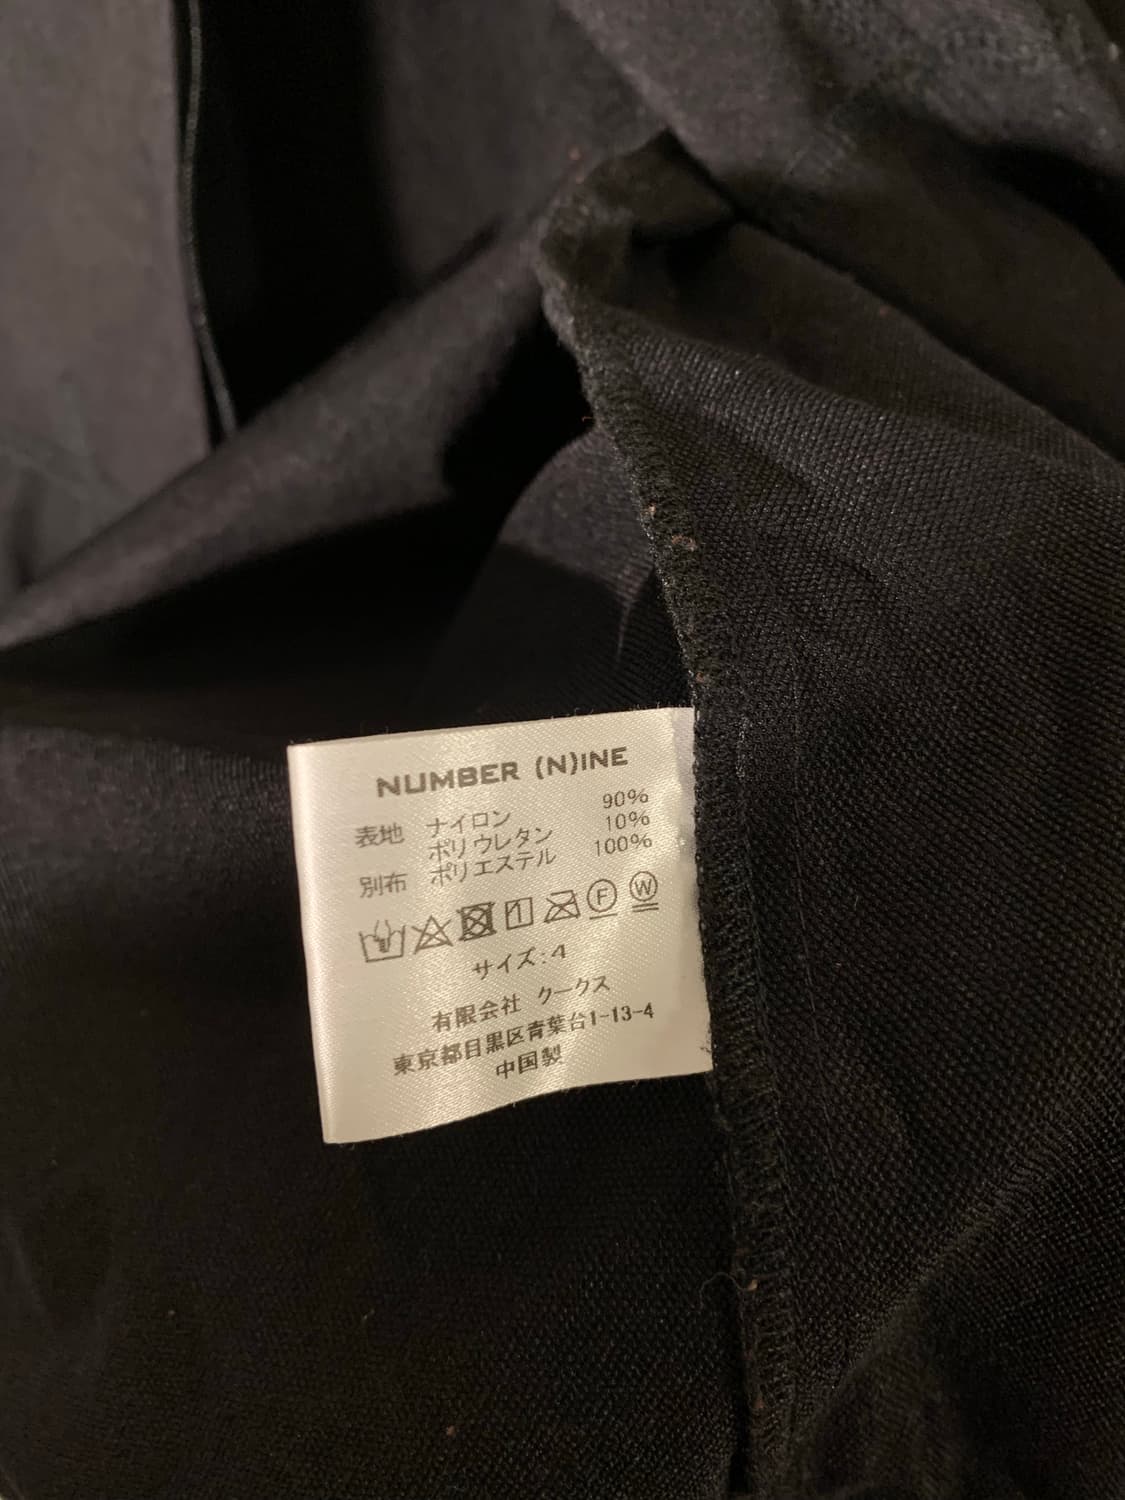 NUMBER (N)INE
表地 ナイロン 90%
ポリウレタン 10%
別布 ポリエステル 100%
F W
サイズ:4
有限会社 クークス
東京都目黒区青葉台1-13-4
中国製